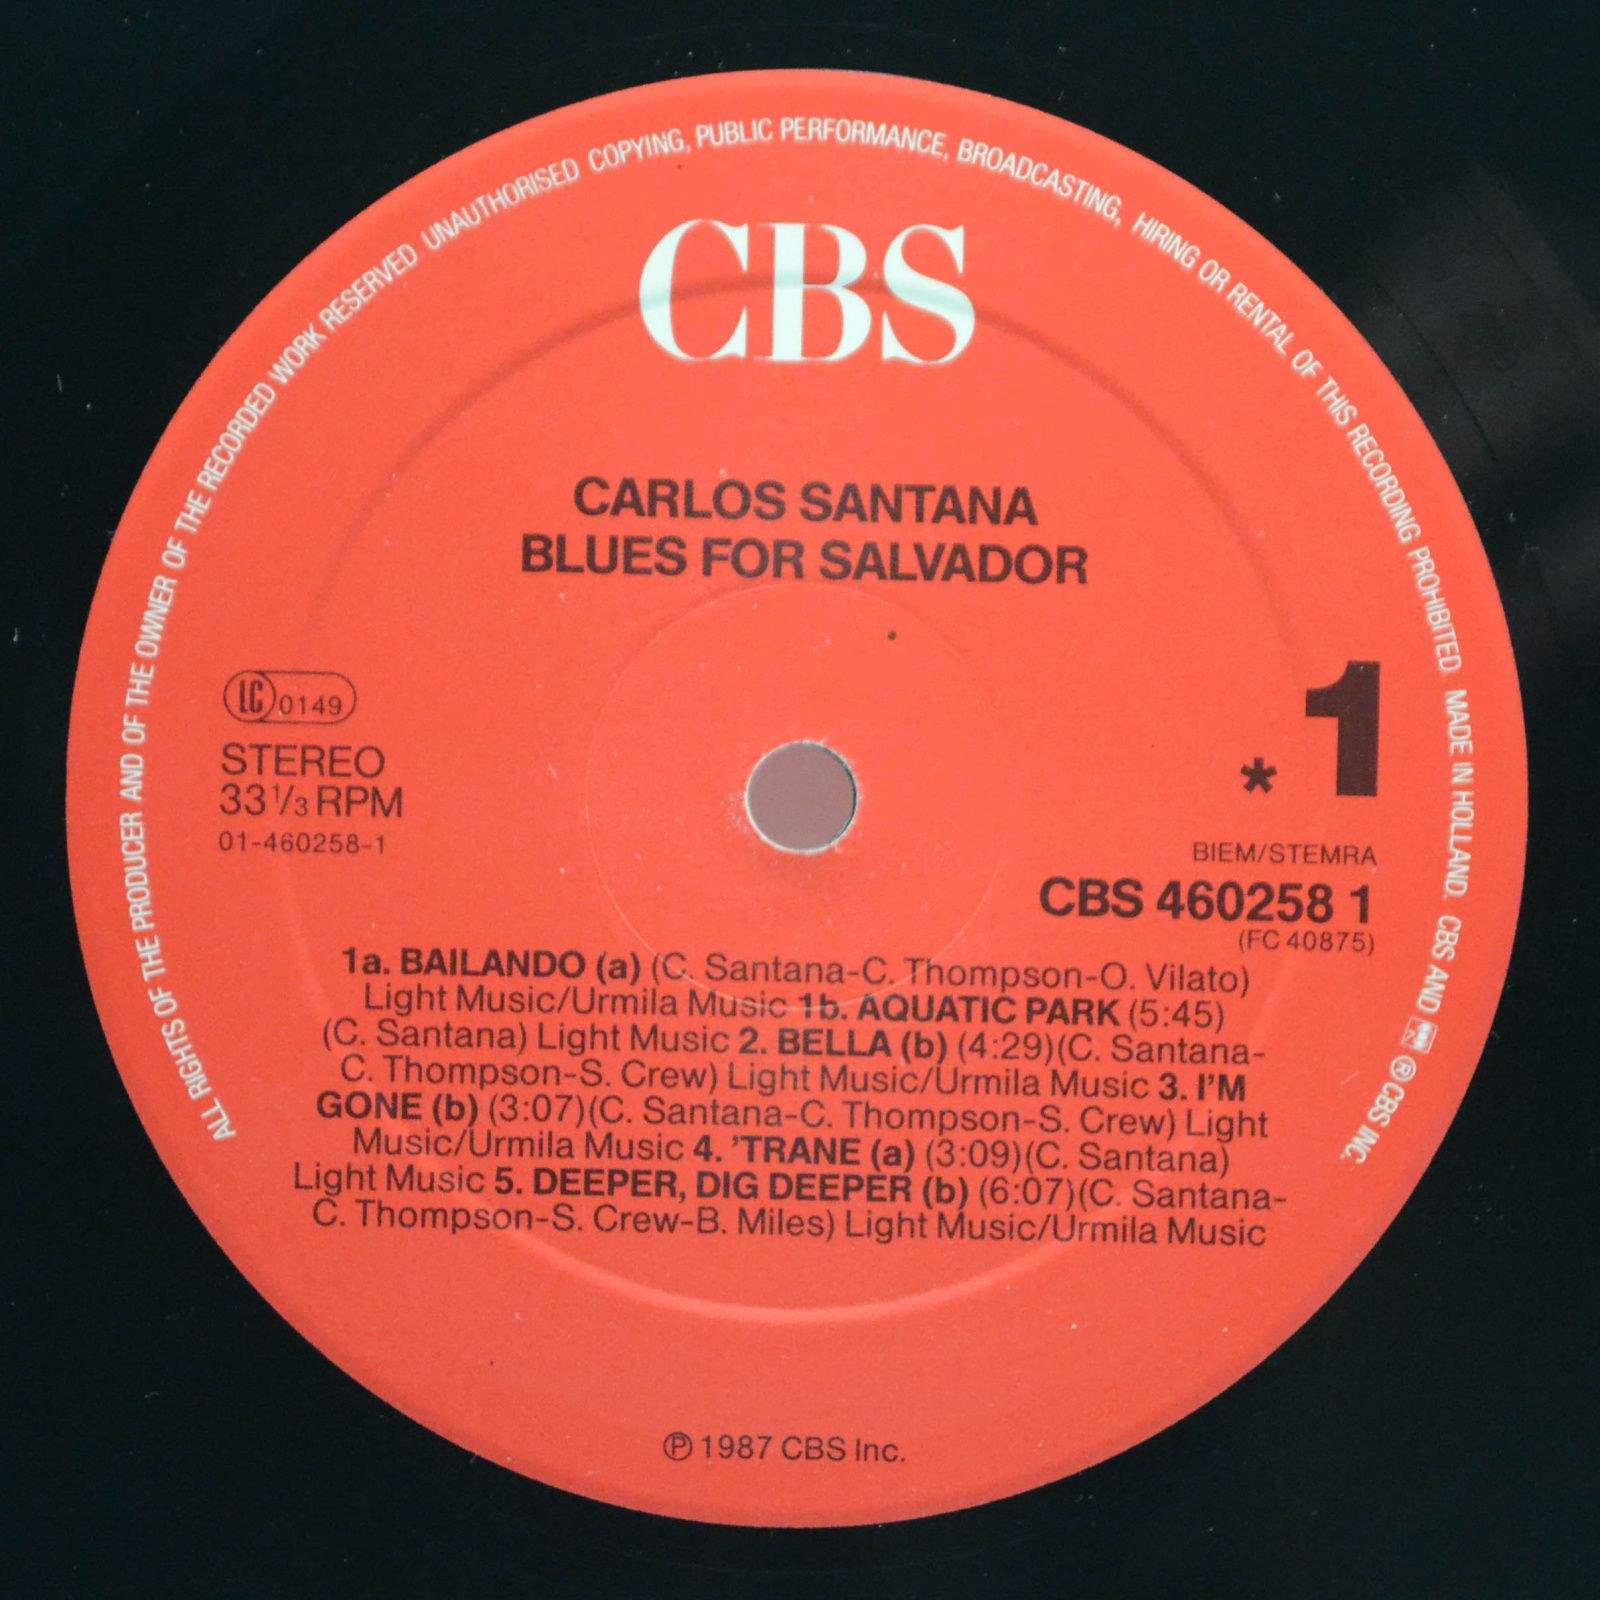 ALL RIGHTS OF THE PRODUCER AND OF THE OWNER OF THE RECORDED WORK RESERVED UNAUTHORISED COPYING, PUBLIC PERFORMANCE, BROADCASTING, HIRING OR RENTAL OF THIS RECORDING PROHIBITED. MADE IN HOLLAND. CBS AND ® CBS INC.
CBS
CARLOS SANTANA
BLUES FOR SALVADOR
LC 0149
STEREO
33 1/3 RPM
01-460258-1
* 1
BIEM/STEMRA
CBS 460258 1
(FC 40875)
1a. BAILANDO (a) (C. Santana-C. Thompson-O. Vilato)
Light Music/Urmila Music 1b. AQUATIC PARK (5:45)
(C. Santana) Light Music 2. BELLA (b) (4:29)(C. Santana-
C. Thompson-S. Crew) Light Music/Urmila Music 3. I'M
GONE (b) (3:07)(C. Santana-C. Thompson-S. Crew) Light
Music/Urmila Music 4. 'TRANE (a) (3:09)(C. Santana)
Light Music 5. DEEPER, DIG DEEPER (b) (6:07)(C. Santana-
C. Thompson-S. Crew-B. Miles) Light Music/Urmila Music
℗ 1987 CBS Inc.